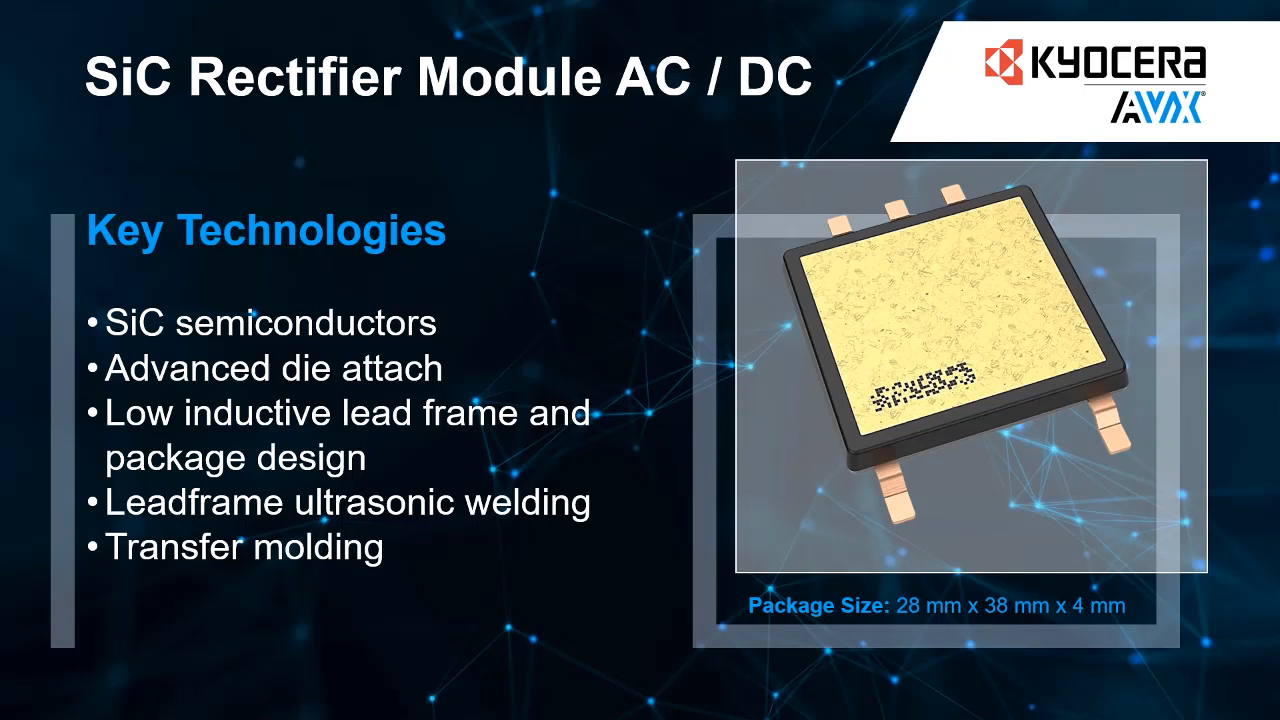 SiC Rectifier Module AC / DC
KYOCERA
AVX®
Key Technologies
• SiC semiconductors
• Advanced die attach
• Low inductive lead frame and
package design
• Leadframe ultrasonic welding
• Transfer molding
Package Size: 28 mm x 38 mm x 4 mm